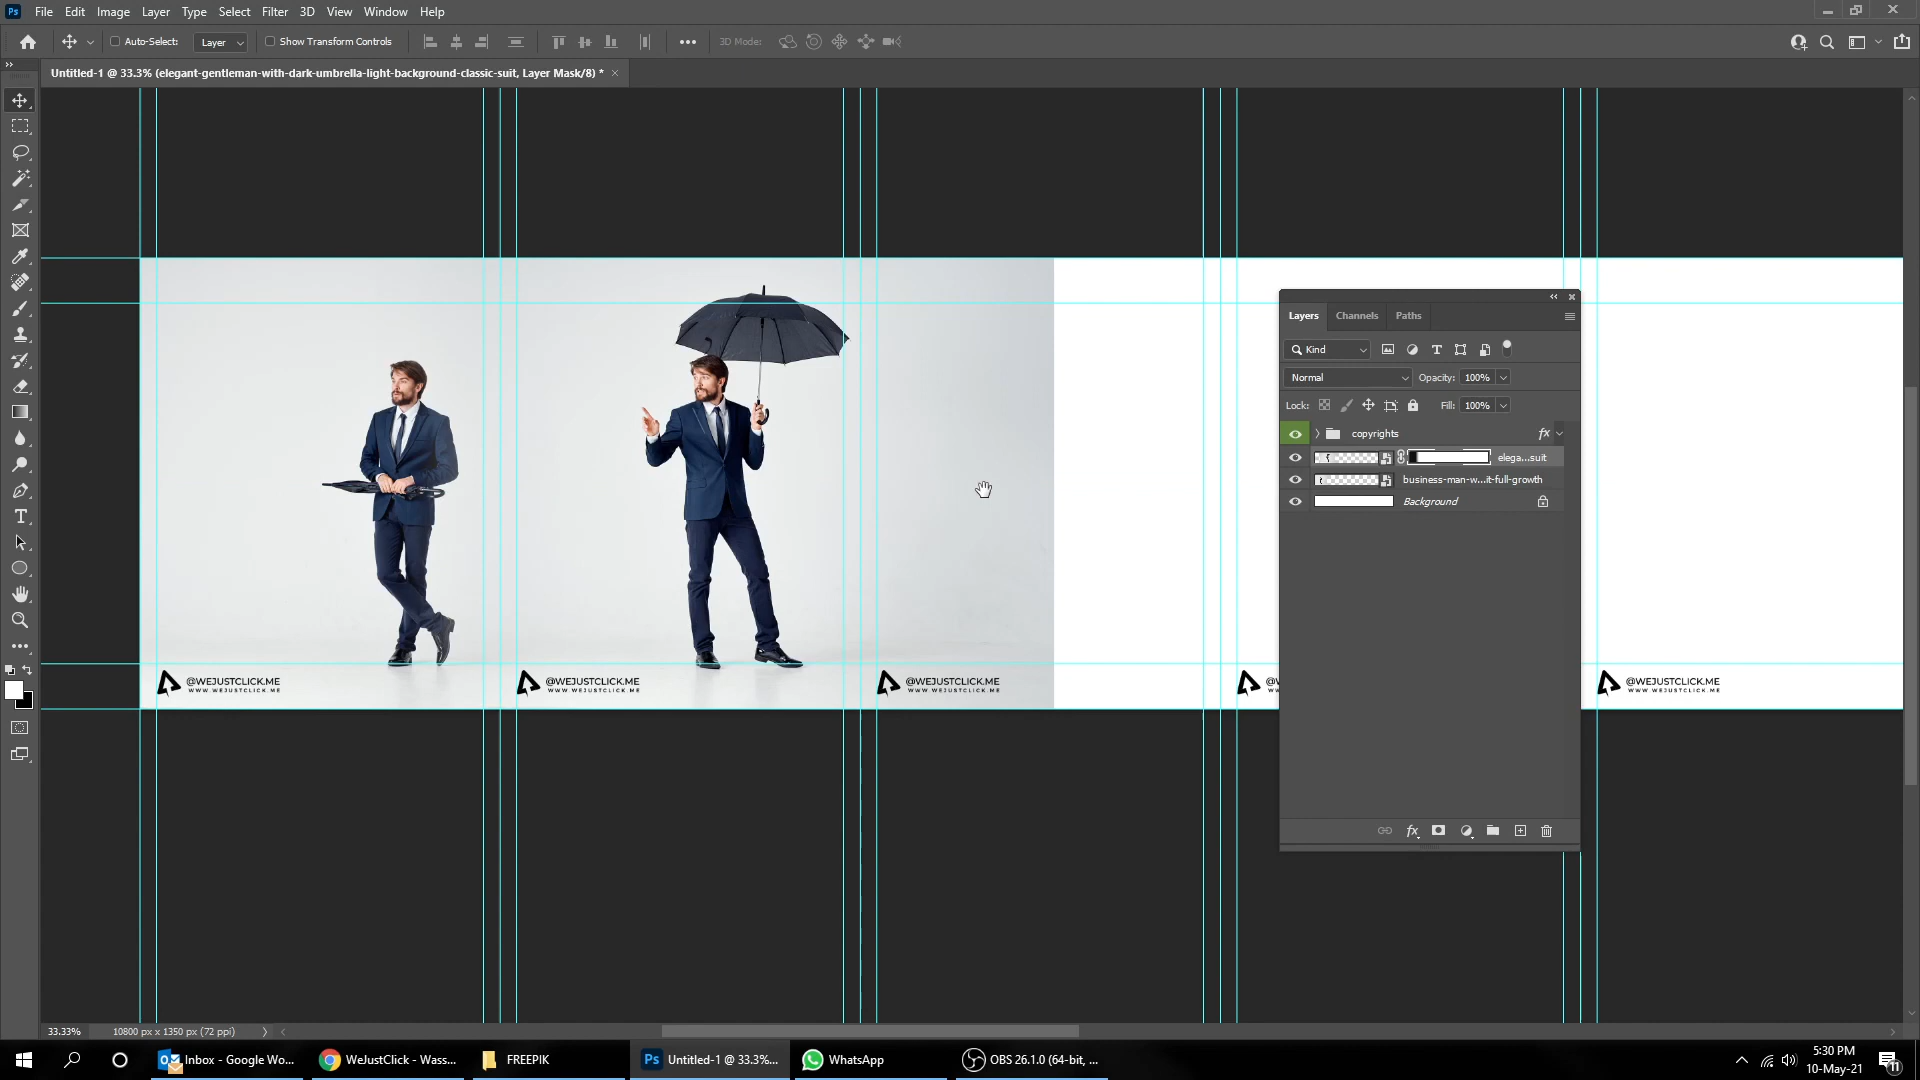 Ps File Edit Image Layer Type Select Filter 3D View Window Help
Auto-Select: Layer Show Transform Controls 3D Mode:
Untitled-1 @ 33.3% (elegant-gentleman-with-dark-umbrella-light-background-classic-suit, Layer Mask/8) *
Layers Channels Paths
Kind
Normal Opacity: 100%
Lock: Fill: 100%
copyrights fx
elega...suit
business-man-w...it-full-growth
Background
@WEJUSTCLICK.ME
WWW.WEJUSTCLICK.ME
@WEJUSTCLICK.ME
WWW.WEJUSTCLICK.ME
@WEJUSTCLICK.ME
WWW.WEJUSTCLICK.ME
@WEJUSTCLICK.ME
WWW.WEJUSTCLICK.ME
fx
33.33% 10800 px x 1350 px (72 ppi)
Inbox - Google Wo... WeJustClick - Wass... FREEPIK Ps Untitled-1 @ 33.3%... WhatsApp OBS 26.1.0 (64-bit, ...
5:30 PM
10-May-21
11